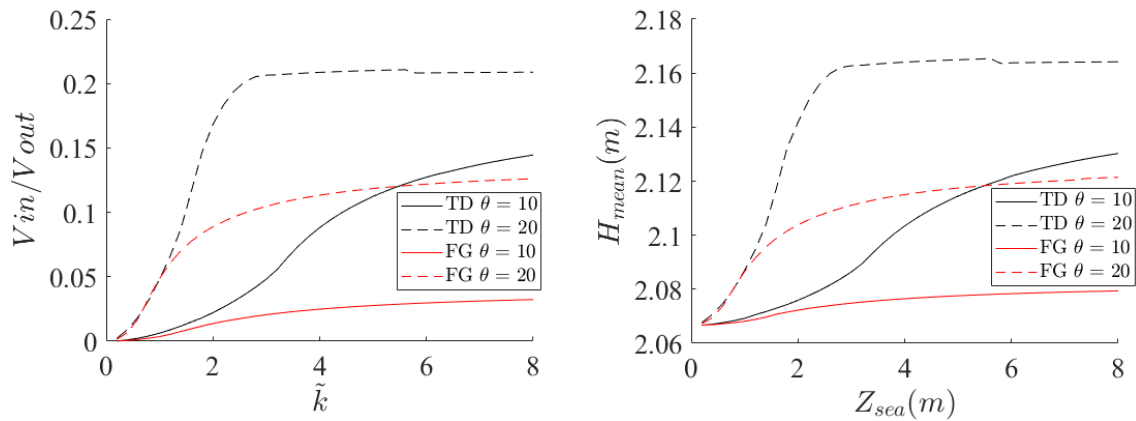 0.25
0.2
0.15
0.1
0.05
0
Vin/Vout
0 2 4 6 8
k̃
TD θ = 10
TD θ = 20
FG θ = 10
FG θ = 20
2.18
2.16
2.14
2.12
2.1
2.08
2.06
H_mean(m)
0 2 4 6 8
Z_sea(m)
TD θ = 10
TD θ = 20
FG θ = 10
FG θ = 20